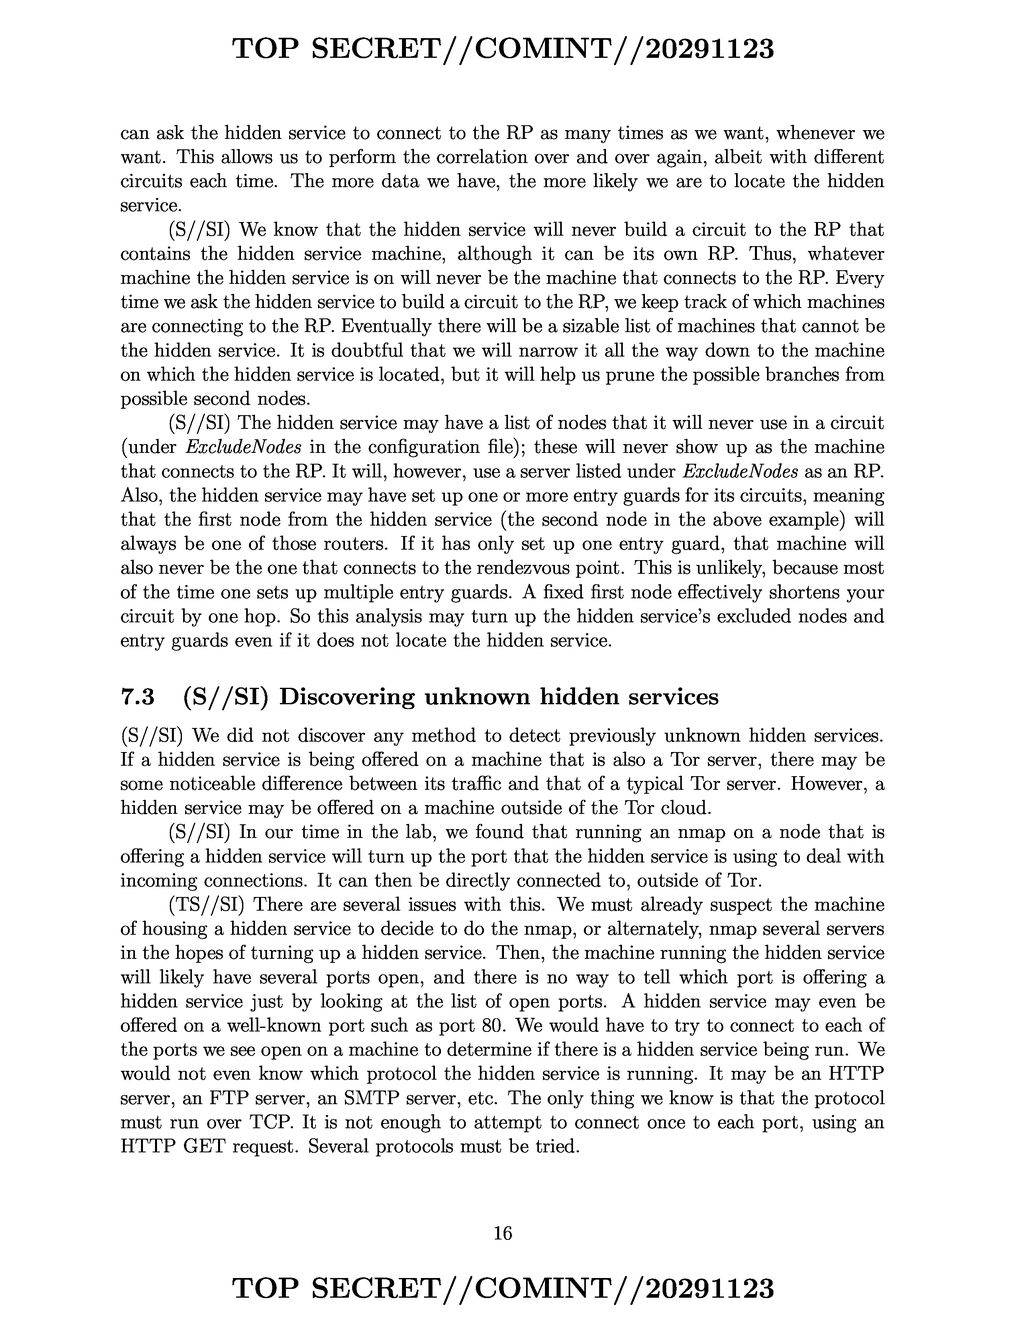 TOP SECRET//COMINT//20291123
can ask the hidden service to connect to the RP as many times as we want, whenever we
want. This allows us to perform the correlation over and over again, albeit with different
circuits each time. The more data we have, the more likely we are to locate the hidden
service.
(S//SI) We know that the hidden service will never build a circuit to the RP that
contains the hidden service machine, although it can be its own RP. Thus, whatever
machine the hidden service is on will never be the machine that connects to the RP. Every
time we ask the hidden service to build a circuit to the RP, we keep track of which machines
are connecting to the RP. Eventually there will be a sizable list of machines that cannot be
the hidden service. It is doubtful that we will narrow it all the way down to the machine
on which the hidden service is located, but it will help us prune the possible branches from
possible second nodes.
(S//SI) The hidden service may have a list of nodes that it will never use in a circuit
(under ExcludeNodes in the configuration file); these will never show up as the machine
that connects to the RP. It will, however, use a server listed under ExcludeNodes as an RP.
Also, the hidden service may have set up one or more entry guards for its circuits, meaning
that the first node from the hidden service (the second node in the above example) will
always be one of those routers. If it has only set up one entry guard, that machine will
also never be the one that connects to the rendezvous point. This is unlikely, because most
of the time one sets up multiple entry guards. A fixed first node effectively shortens your
circuit by one hop. So this analysis may turn up the hidden service's excluded nodes and
entry guards even if it does not locate the hidden service.
7.3 (S//SI) Discovering unknown hidden services
(S//SI) We did not discover any method to detect previously unknown hidden services.
If a hidden service is being offered on a machine that is also a Tor server, there may be
some noticeable difference between its traffic and that of a typical Tor server. However, a
hidden service may be offered on a machine outside of the Tor cloud.
(S//SI) In our time in the lab, we found that running an nmap on a node that is
offering a hidden service will turn up the port that the hidden service is using to deal with
incoming connections. It can then be directly connected to, outside of Tor.
(TS//SI) There are several issues with this. We must already suspect the machine
of housing a hidden service to decide to do the nmap, or alternately, nmap several servers
in the hopes of turning up a hidden service. Then, the machine running the hidden service
will likely have several ports open, and there is no way to tell which port is offering a
hidden service just by looking at the list of open ports. A hidden service may even be
offered on a well-known port such as port 80. We would have to try to connect to each of
the ports we see open on a machine to determine if there is a hidden service being run. We
would not even know which protocol the hidden service is running. It may be an HTTP
server, an FTP server, an SMTP server, etc. The only thing we know is that the protocol
must run over TCP. It is not enough to attempt to connect once to each port, using an
HTTP GET request. Several protocols must be tried.
16
TOP SECRET//COMINT//20291123